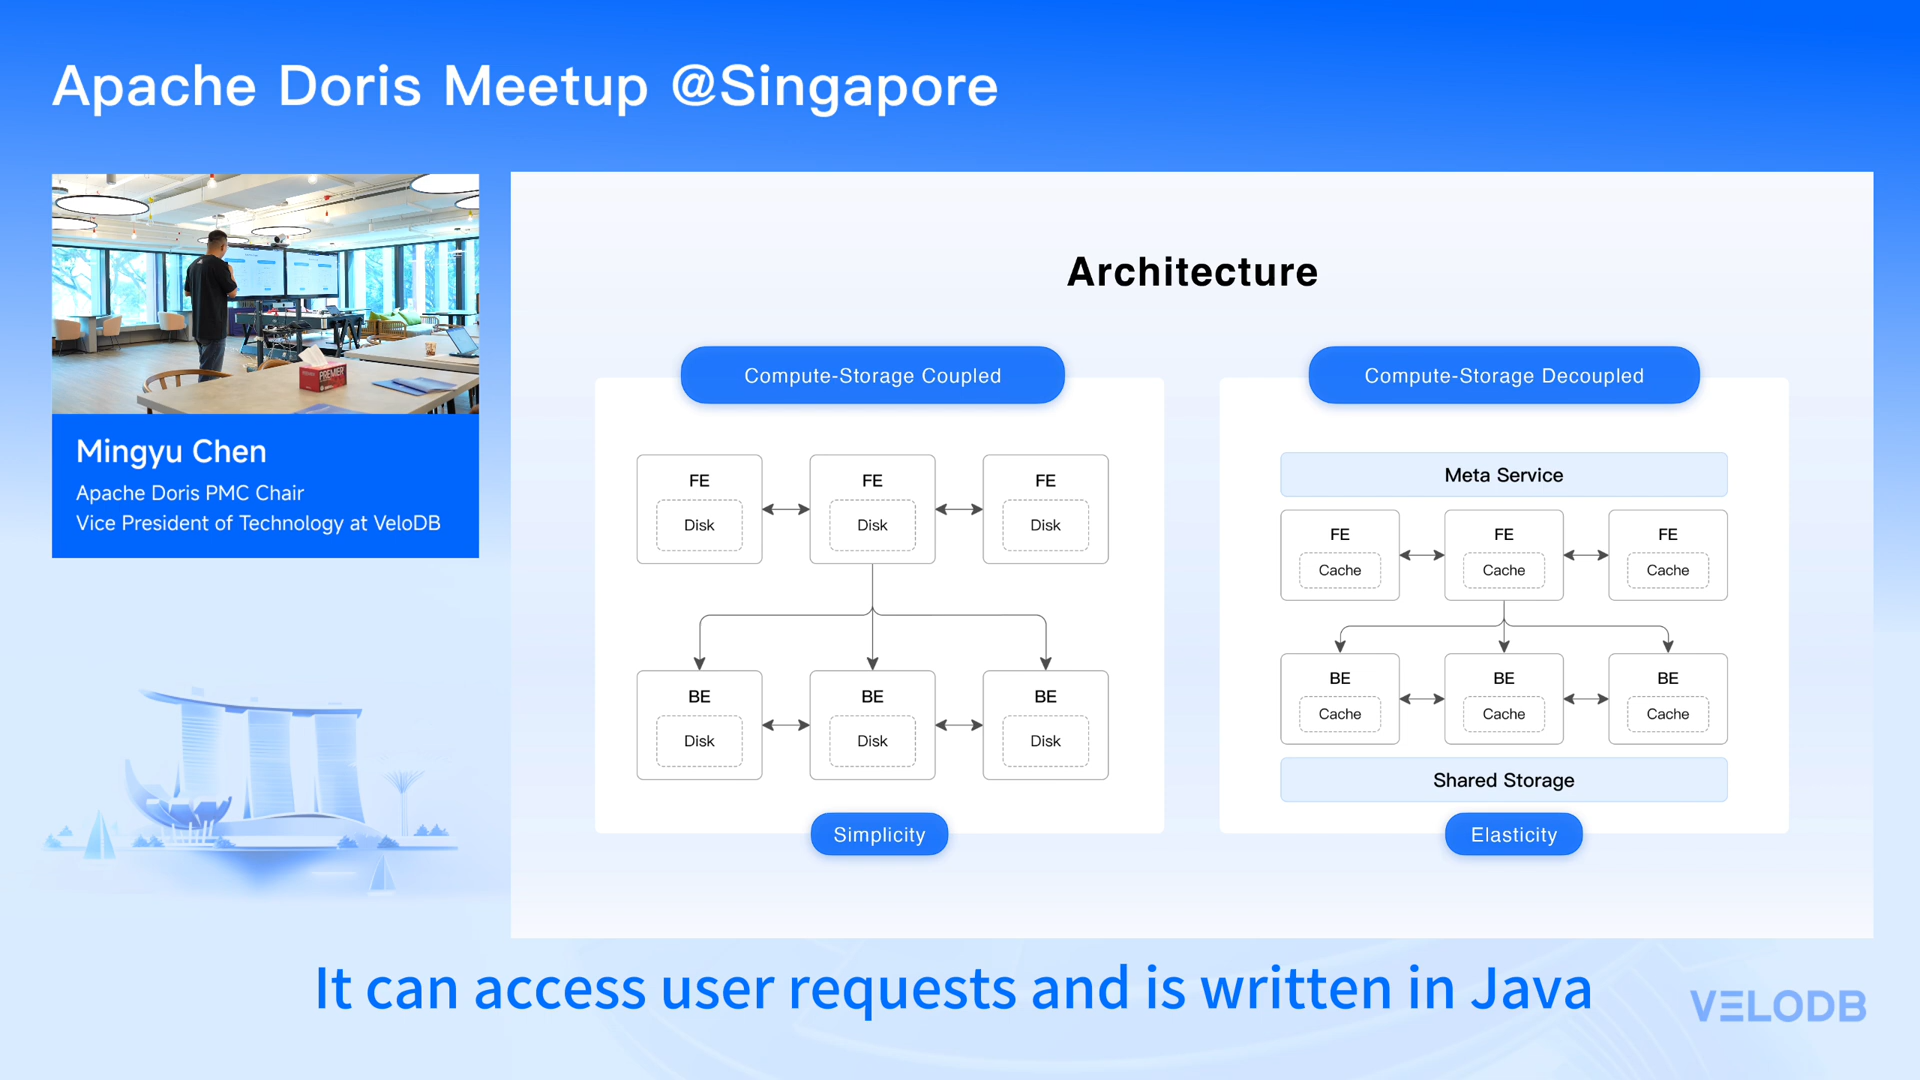 Apache Doris Meetup @Singapore
PREMIER
Mingyu Chen
Apache Doris PMC Chair
Vice President of Technology at VeloDB
Architecture
Compute-Storage Coupled
FE
FE
FE
Disk
Disk
Disk
BE
BE
BE
Disk
Disk
Disk
Simplicity
Compute-Storage Decoupled
Meta Service
FE
FE
FE
Cache
Cache
Cache
BE
BE
BE
Cache
Cache
Cache
Shared Storage
Elasticity
It can access user requests and is written in Java
VELODB